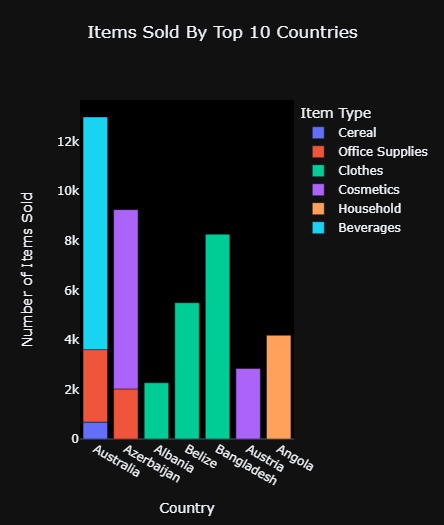 Items Sold By Top 10 Countries
Item Type
Cereal
Office Supplies
Clothes
Cosmetics
Household
Beverages
Number of Items Sold
12k
10k
8k
6k
4k
2k
0
Australia
Azerbaijan
Albania
Belize
Bangladesh
Austria
Angola
Country